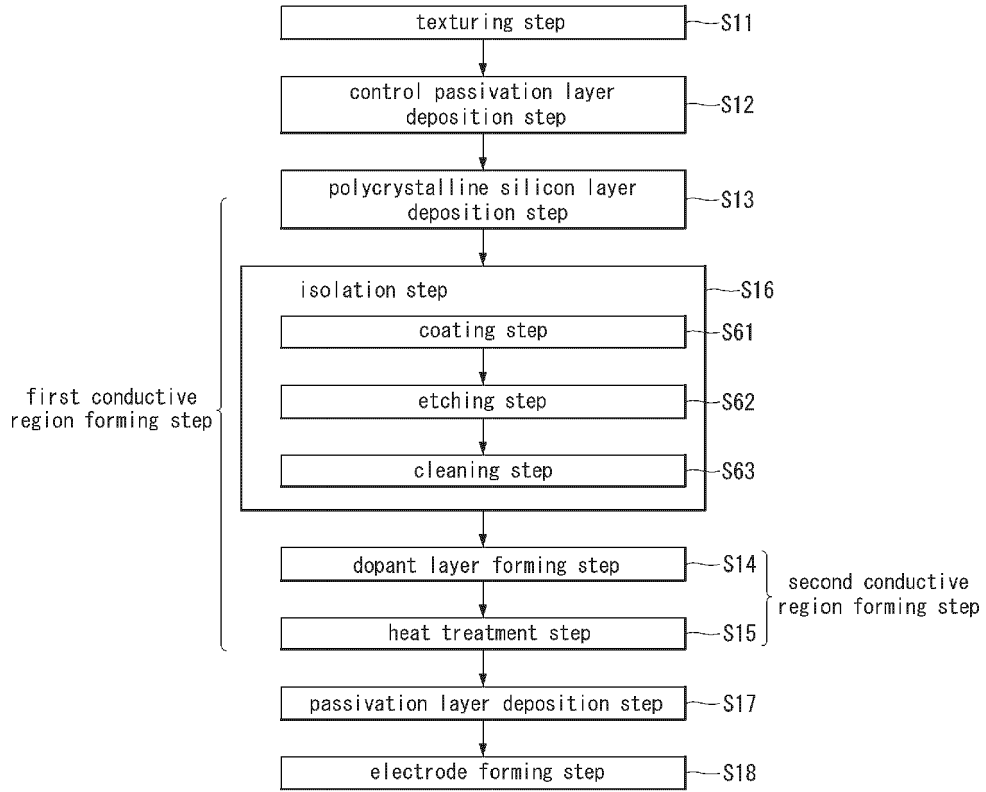 texturing step
S11
control passivation layer
deposition step
S12
polycrystalline silicon layer
deposition step
S13
isolation step
S16
coating step
S61
etching step
S62
cleaning step
S63
first conductive
region forming step
dopant layer forming step
S14
heat treatment step
S15
second conductive
region forming step
passivation layer deposition step
S17
electrode forming step
S18